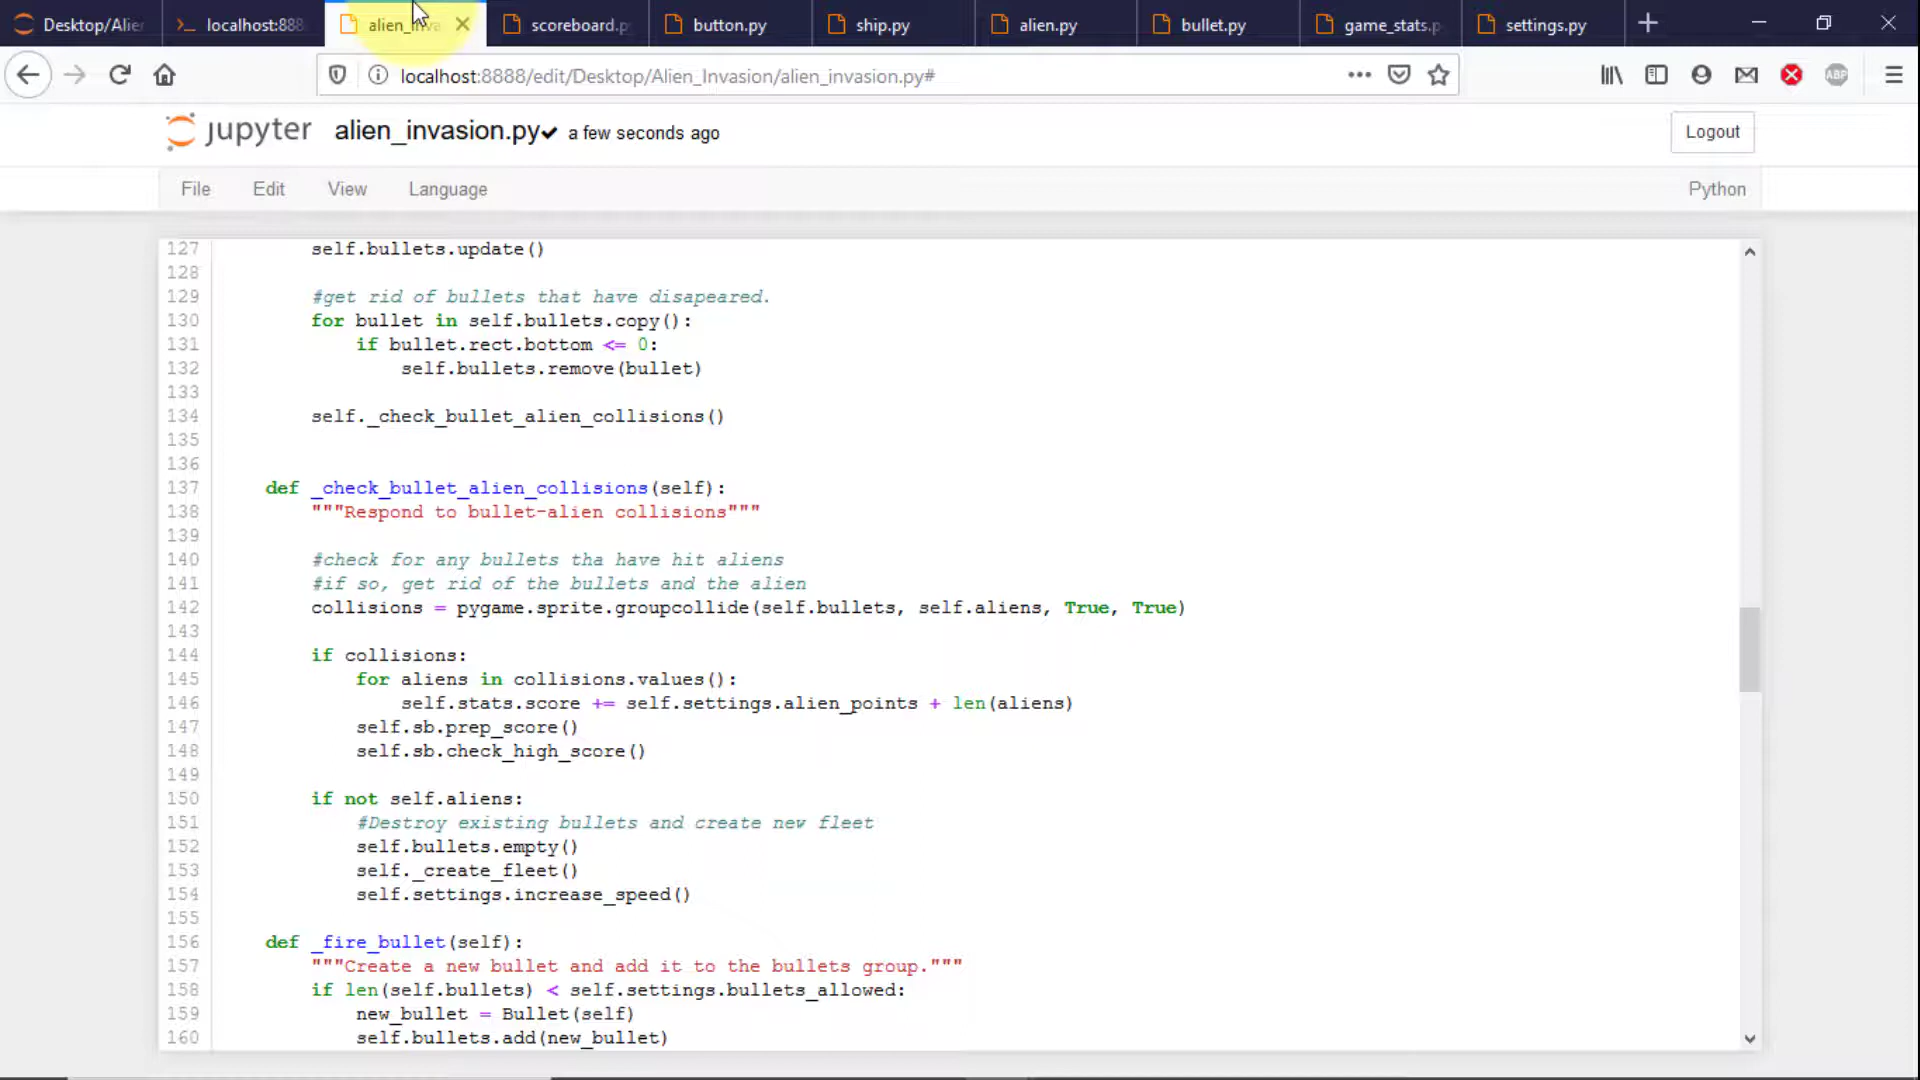 Desktop/Alie
localhost:888
alien_inva
scoreboard.p
button.py
ship.py
alien.py
bullet.py
game_stats.p
settings.py
localhost:8888/edit/Desktop/Alien_Invasion/alien_invasion.py#
ABP
jupyter alien_invasion.py✔ a few seconds ago
Logout
File Edit View Language
Python
127 self.bullets.update()
128
129 #get rid of bullets that have disapeared.
130 for bullet in self.bullets.copy():
131 if bullet.rect.bottom <= 0:
132 self.bullets.remove(bullet)
133
134 self._check_bullet_alien_collisions()
135
136
137 def _check_bullet_alien_collisions(self):
138 """Respond to bullet-alien collisions"""
139
140 #check for any bullets tha have hit aliens
141 #if so, get rid of the bullets and the alien
142 collisions = pygame.sprite.groupcollide(self.bullets, self.aliens, True, True)
143
144 if collisions:
145 for aliens in collisions.values():
146 self.stats.score += self.settings.alien_points + len(aliens)
147 self.sb.prep_score()
148 self.sb.check_high_score()
149
150 if not self.aliens:
151 #Destroy existing bullets and create new fleet
152 self.bullets.empty()
153 self._create_fleet()
154 self.settings.increase_speed()
155
156 def _fire_bullet(self):
157 """Create a new bullet and add it to the bullets group."""
158 if len(self.bullets) < self.settings.bullets_allowed:
159 new_bullet = Bullet(self)
160 self.bullets.add(new_bullet)